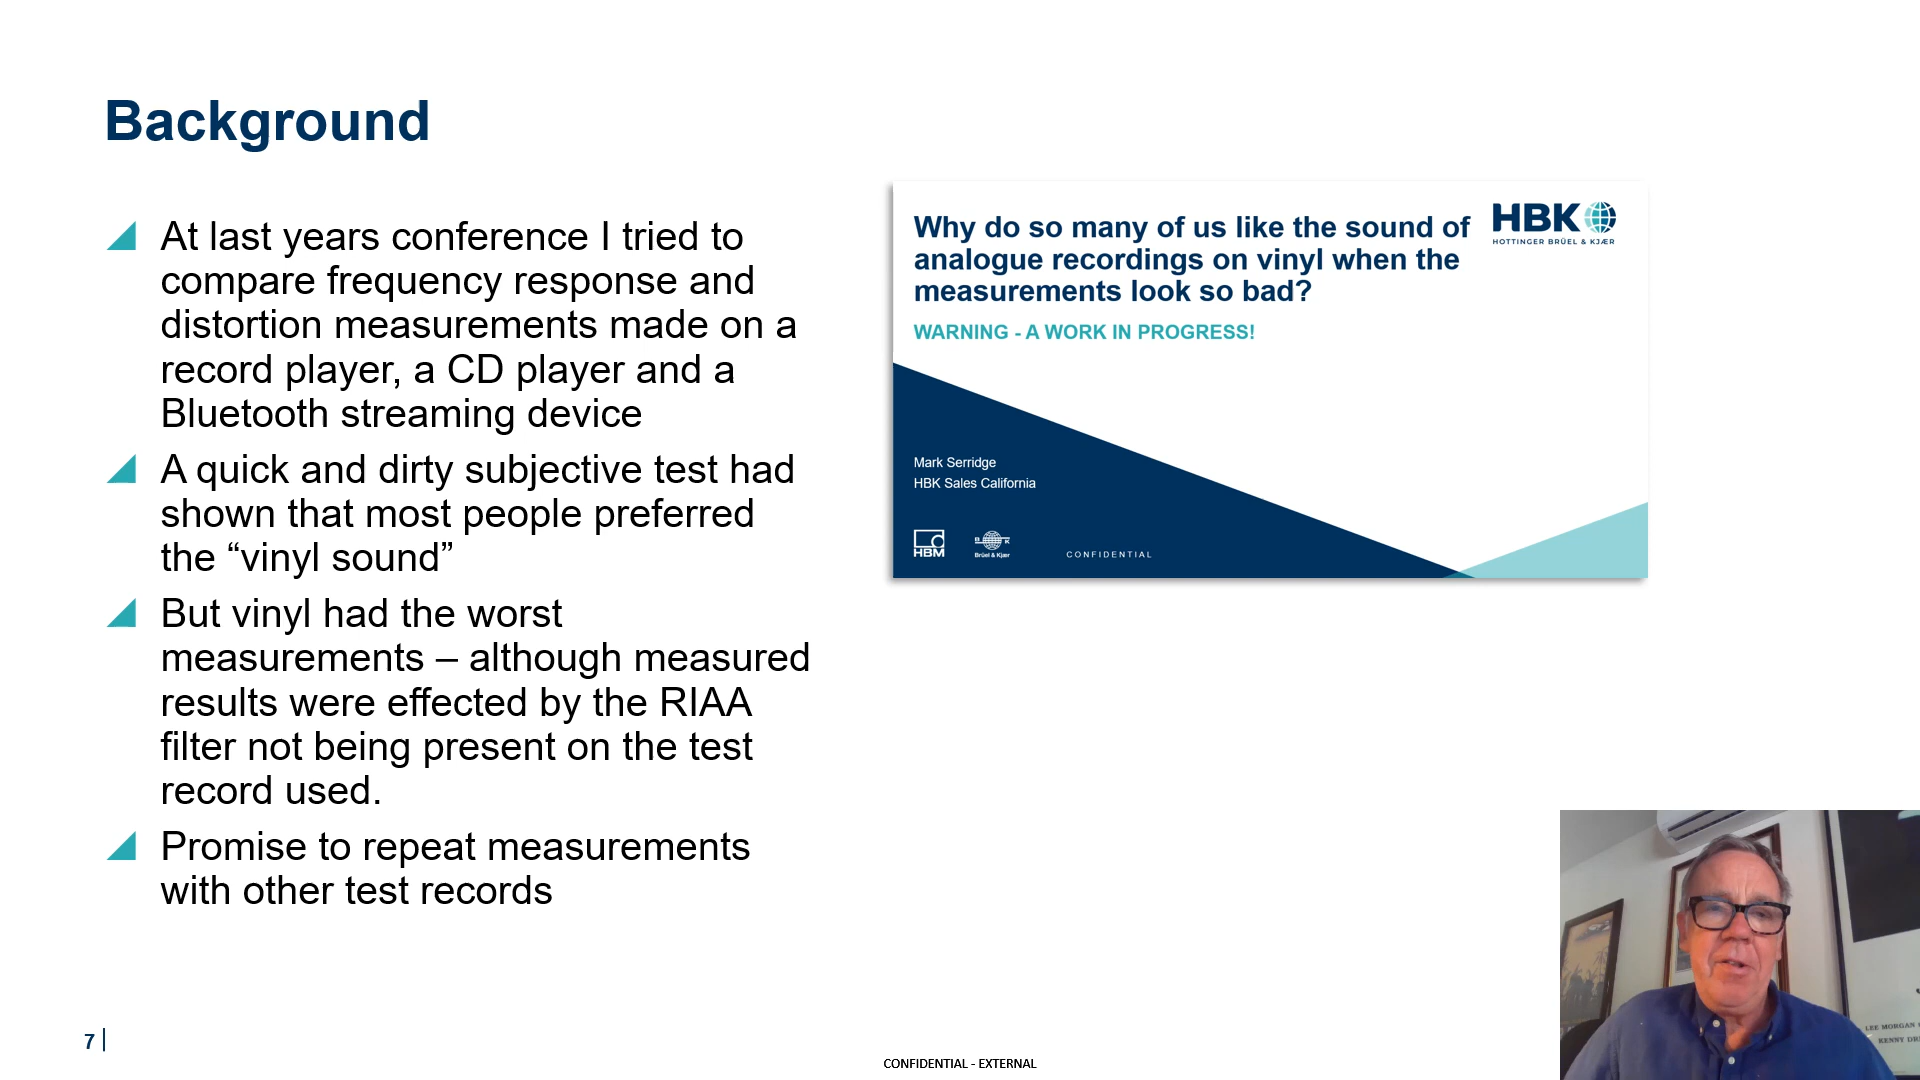 Background
At last years conference I tried to
compare frequency response and
distortion measurements made on a
record player, a CD player and a
Bluetooth streaming device
A quick and dirty subjective test had
shown that most people preferred
the “vinyl sound”
But vinyl had the worst
measurements – although measured
results were effected by the RIAA
filter not being present on the test
record used.
Promise to repeat measurements
with other test records
Why do so many of us like the sound of
analogue recordings on vinyl when the
measurements look so bad?
WARNING - A WORK IN PROGRESS!
HBK
HOTTINGER BRÜEL & KJÆR
Mark Serridge
HBK Sales California
HBM
B K
Brüel & Kjær
CONFIDENTIAL
LEE MORGAN
KENNY
7
CONFIDENTIAL - EXTERNAL